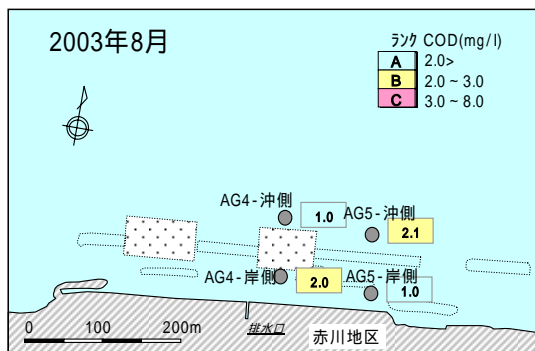 2003年8月
ﾗﾝｸ COD(mg/l)
A 2.0>
B 2.0 ~ 3.0
C 3.0 ~ 8.0
AG4-沖側 1.0
AG5-沖側 2.1
AG4-岸側 2.0
AG5-岸側 1.0
0 100 200m
排水口
赤川地区